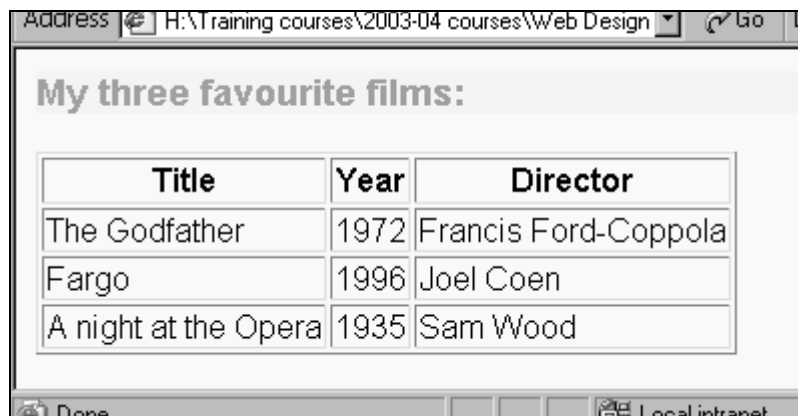 Address H:\Training courses\2003-04 courses\Web Design Go
My three favourite films:
Title Year Director
The Godfather 1972 Francis Ford-Coppola
Fargo 1996 Joel Coen
A night at the Opera 1935 Sam Wood
Done Local intranet